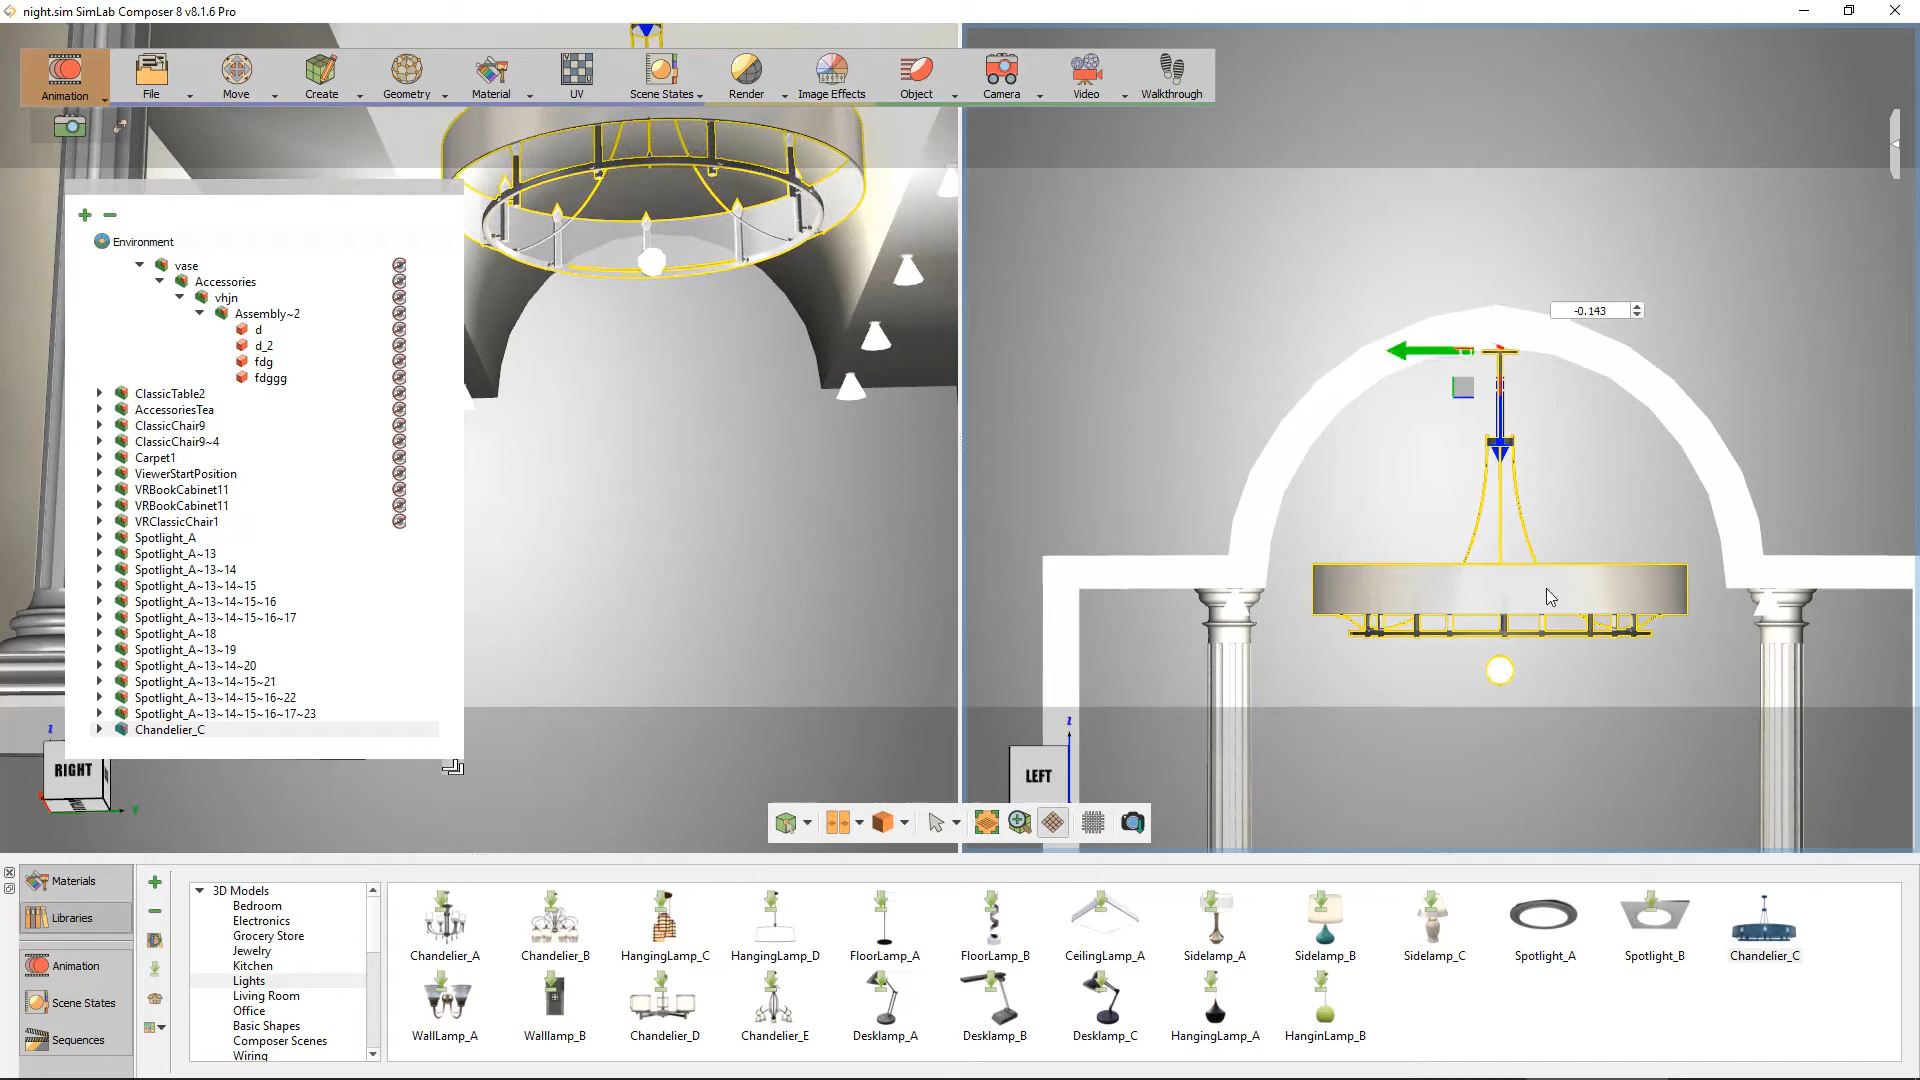 night.sim SimLab Composer 8 v8.1.6 Pro
Animation
File
Move
Create
Geometry
Material
UV
Scene States
Render
Image Effects
Object
Camera
Video
Walkthrough
Environment
vase
Accessories
vhjn
Assembly~2
d
d_2
fdg
fdggg
ClassicTable2
AccessoriesTea
ClassicChair9
ClassicChair9~4
Carpet1
ViewerStartPosition
VRBookCabinet11
VRBookCabinet11
VRClassicChair1
Spotlight_A
Spotlight_A~13
Spotlight_A~13~14
Spotlight_A~13~14~15
Spotlight_A~13~14~15~16
Spotlight_A~13~14~15~16~17
Spotlight_A~18
Spotlight_A~13~19
Spotlight_A~13~14~20
Spotlight_A~13~14~15~21
Spotlight_A~13~14~15~16~22
Spotlight_A~13~14~15~16~17~23
Chandelier_C
z
RIGHT
y
-0.143
z
LEFT
Materials
Libraries
Animation
Scene States
Sequences
3D Models
Bedroom
Electronics
Grocery Store
Jewelry
Kitchen
Lights
Living Room
Office
Basic Shapes
Composer Scenes
Wiring
Chandelier_A
Chandelier_B
HangingLamp_C
HangingLamp_D
FloorLamp_A
FloorLamp_B
CeilingLamp_A
Sidelamp_A
Sidelamp_B
Sidelamp_C
Spotlight_A
Spotlight_B
Chandelier_C
WallLamp_A
Walllamp_B
Chandelier_D
Chandelier_E
Desklamp_A
Desklamp_B
Desklamp_C
HangingLamp_A
HanginLamp_B